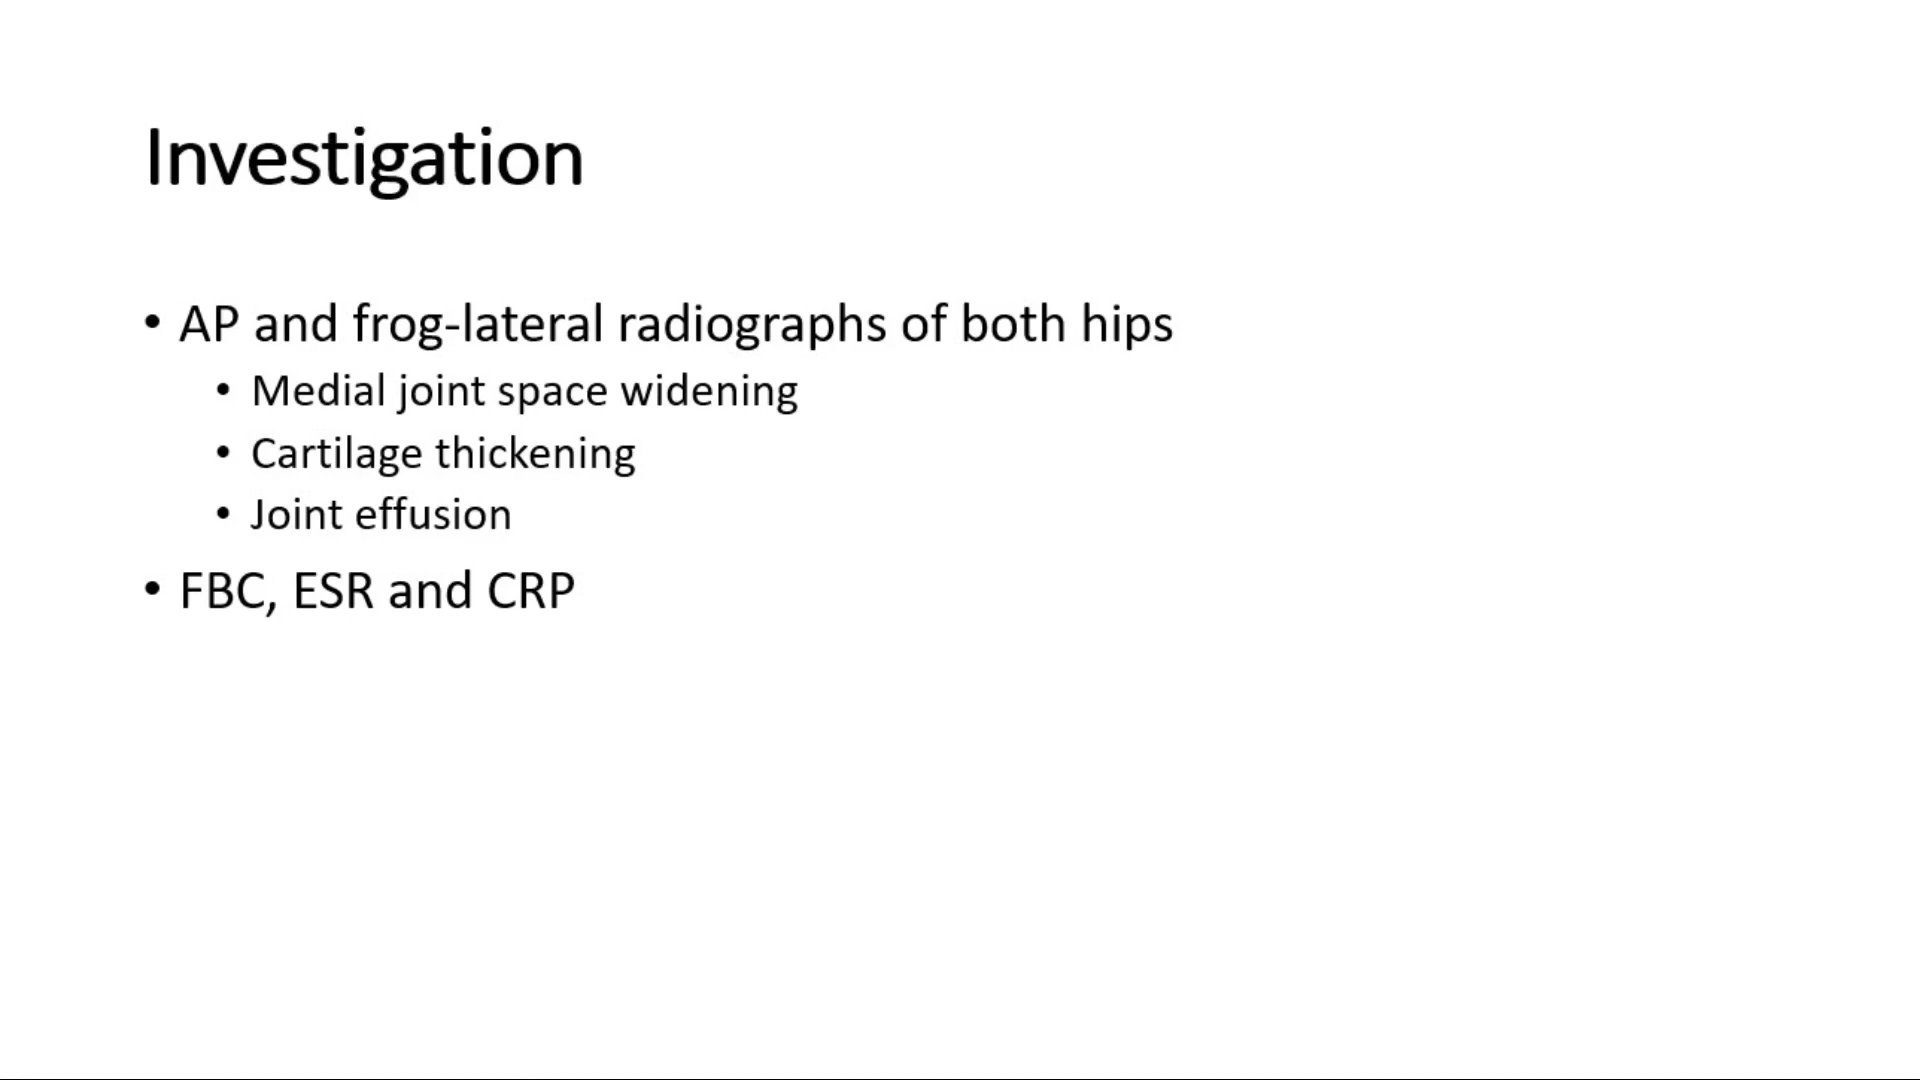 Investigation
• AP and frog-lateral radiographs of both hips
• Medial joint space widening
• Cartilage thickening
• Joint effusion
• FBC, ESR and CRP